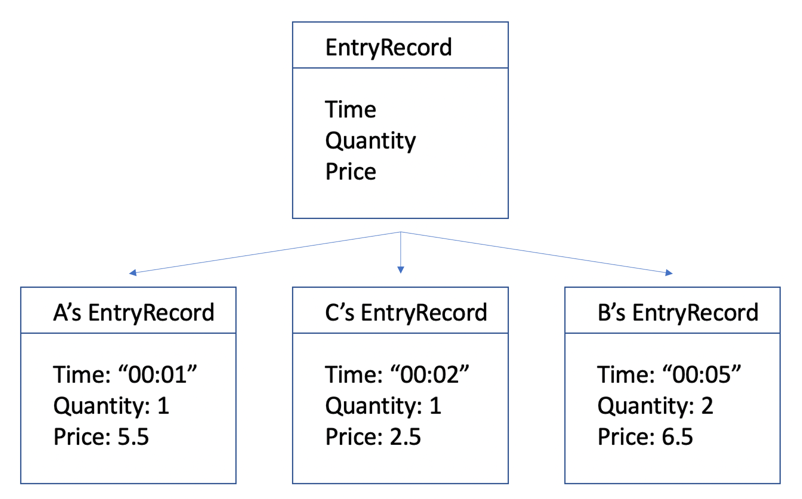 EntryRecord
Time
Quantity
Price
A’s EntryRecord
Time: “00:01”
Quantity: 1
Price: 5.5
C’s EntryRecord
Time: “00:02”
Quantity: 1
Price: 2.5
B’s EntryRecord
Time: “00:05”
Quantity: 2
Price: 6.5